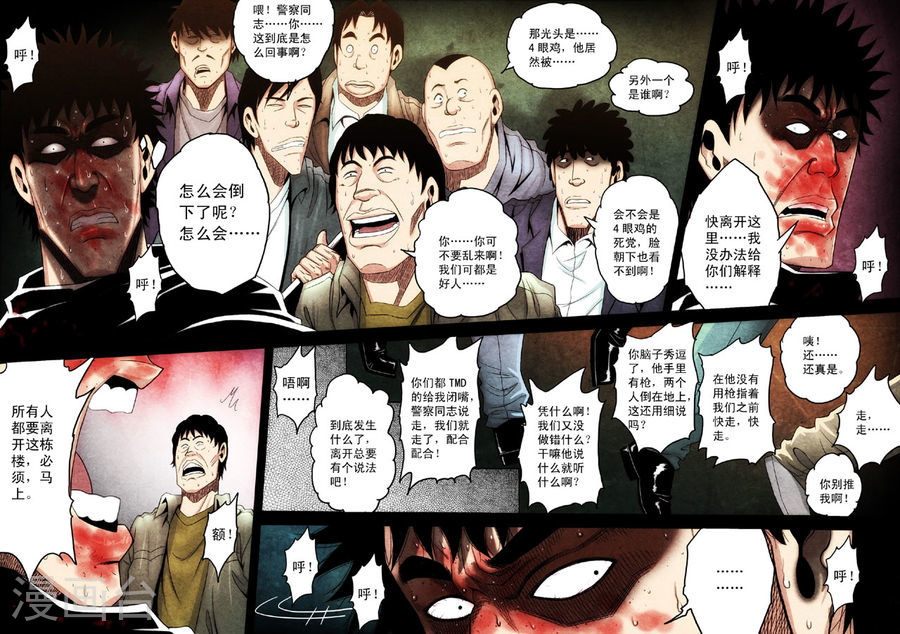 呼！
怎么会倒
下了呢？
怎么会……
呼！
喂！警察同
志……你……
这到底是怎
么回事啊？
那光头是……
4眼鸡，他居
然被……
另外一个
是谁啊？
你……你可
不要乱来啊！
我们可都是
好人……
会不会是
4眼鸡的
死党，脸
朝下也看
不到啊！
呼！
快离开这
里……我
没办法给
你们解释
……
呼！
所有人
都要离
开这栋
楼，必
须，马
上。
额！
唔啊
到底发生
什么了，
离开总要
有个说法
吧！
你们都TMD
的给我闭嘴，
警察同志说
走，我们就
走了，配合
配合！
凭什么啊！
我们又没
做错什么？
干嘛他说
什么就听
什么啊？
你脑子秀逗
了，他手里
有枪，两个
人倒在地上，
这还用细说
吗？
在他没有
用枪指着
我们之前
快走，快
走。
咦！
还……
还真是。
走，
走……
你别推
我啊！
呼！
呼！
……
……
呼！
漫画台